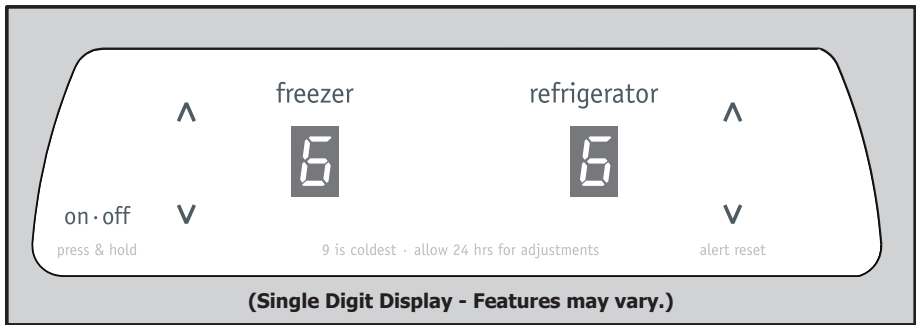 freezer refrigerator
6 6
on · off
press & hold 9 is coldest · allow 24 hrs for adjustments alert reset
(Single Digit Display - Features may vary.)